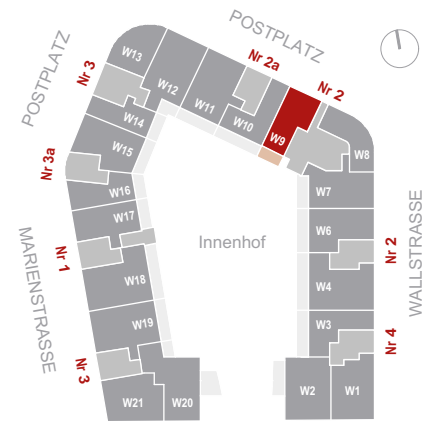 POSTPLATZ
POSTPLATZ
Nr 3
Nr 2a
Nr 2
W13
W12
W11
W10
W9
W8
W14
W15
W7
Nr 3a
W16
W17
W6
Nr 2
Innenhof
Nr 1
W18
W4
WALLSTRASSE
MARIENSTRASSE
W19
W3
Nr 4
Nr 3
W21
W20
W2
W1